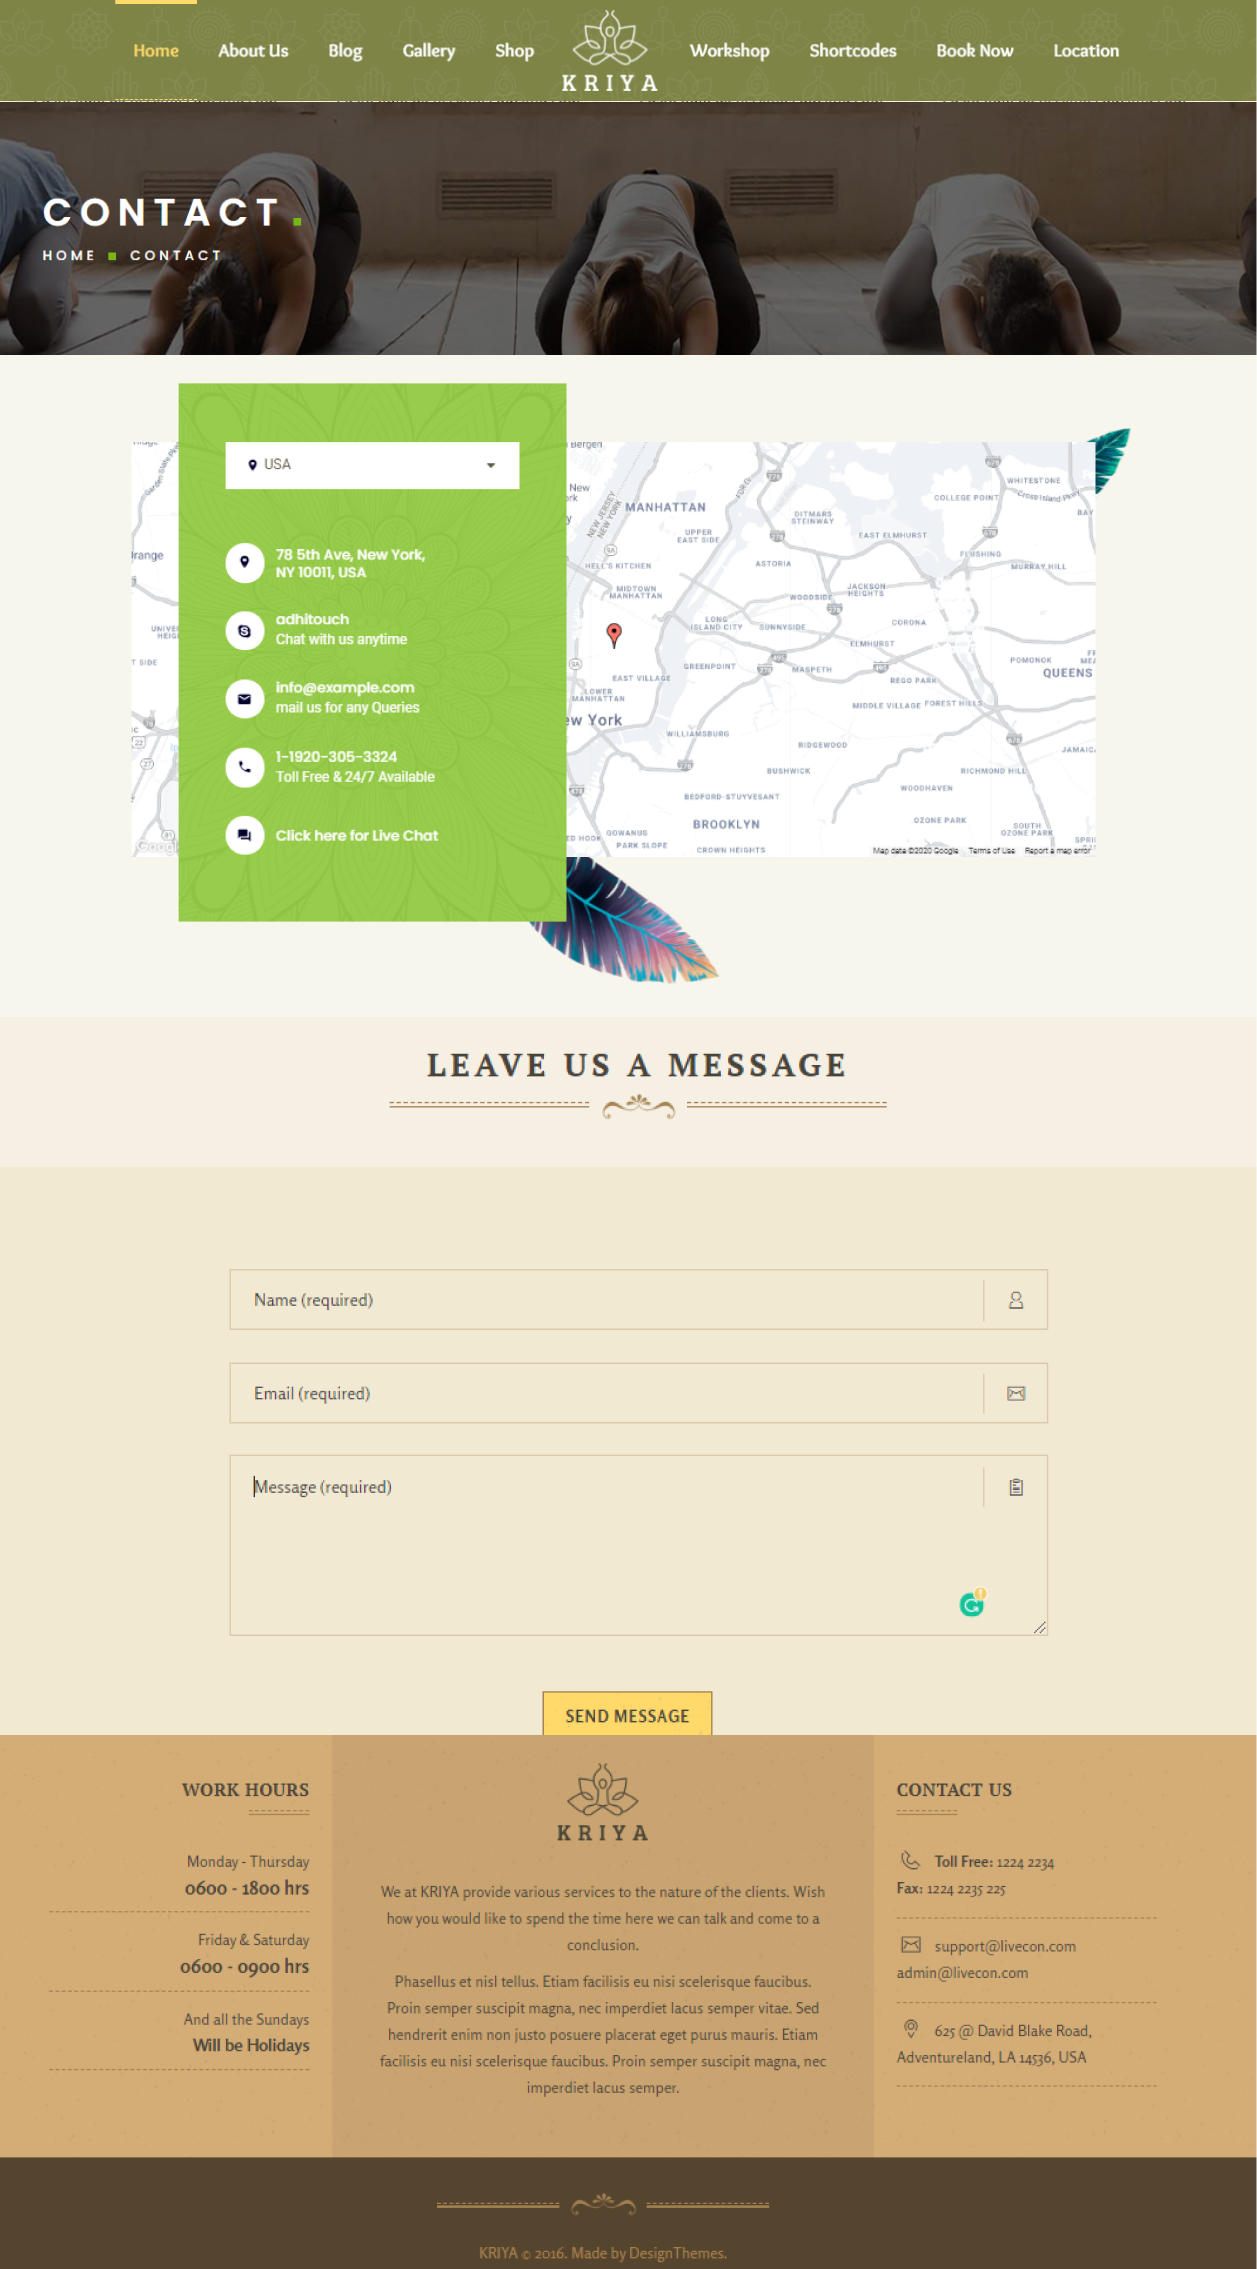 Home
About Us
Blog
Gallery
Shop
KRIYA
Workshop
Shortcodes
Book Now
Location
CONTACT.
HOME CONTACT
USA
78 5th Ave, New York,
NY 10011, USA
adhitouch
Chat with us anytime
info@example.com
mail us for any Queries
1-1920-305-3324
Toll Free & 24/7 Available
Click here for Live Chat
Bergen
MANHATTAN
UPPER
EAST SIDE
HELL'S KITCHEN
MIDTOWN
MANHATTAN
NEW JERSEY
NEW YORK
DITMARS
STEINWAY
ASTORIA
COLLEGE POINT
WHITESTONE
Cross Island Pkwy
EAST ELMHURST
FLUSHING
MURRAY HILL
JACKSON
HEIGHTS
WOODSIDE
LONG
ISLAND CITY
SUNNYSIDE
CORONA
ELMHURST
GREENPOINT
MASPETH
REGO PARK
POMONOK
QUEENS
EAST VILLAGE
LOWER
MANHATTAN
ew York
MIDDLE VILLAGE
FOREST HILLS
WILLIAMSBURG
RIDGEWOOD
BUSHWICK
RICHMOND HILL
WOODHAVEN
BEDFORD-STUYVESANT
BROOKLYN
OZONE PARK
SOUTH
OZONE PARK
GOWANUS
PARK SLOPE
CROWN HEIGHTS
Map data ©2020 Google
Terms of Use
Report a map error
LEAVE US A MESSAGE
Name (required)
Email (required)
Message (required)
SEND MESSAGE
WORK HOURS
Monday - Thursday
0600 - 1800 hrs
Friday & Saturday
0600 - 0900 hrs
And all the Sundays
Will be Holidays
KRIYA
We at KRIYA provide various services to the nature of the clients. Wish
how you would like to spend the time here we can talk and come to a
conclusion.
Phasellus et nisl tellus. Etiam facilisis eu nisi scelerisque faucibus.
Proin semper suscipit magna, nec imperdiet lacus semper vitae. Sed
hendrerit enim non justo posuere placerat eget purus mauris. Etiam
facilisis eu nisi scelerisque faucibus. Proin semper suscipit magna, nec
imperdiet lacus semper.
CONTACT US
Toll Free: 1224 2234
Fax: 1224 2235 225
support@livecon.com
admin@livecon.com
625 @ David Blake Road,
Adventureland, LA 14536, USA
KRIYA © 2016. Made by DesignThemes.